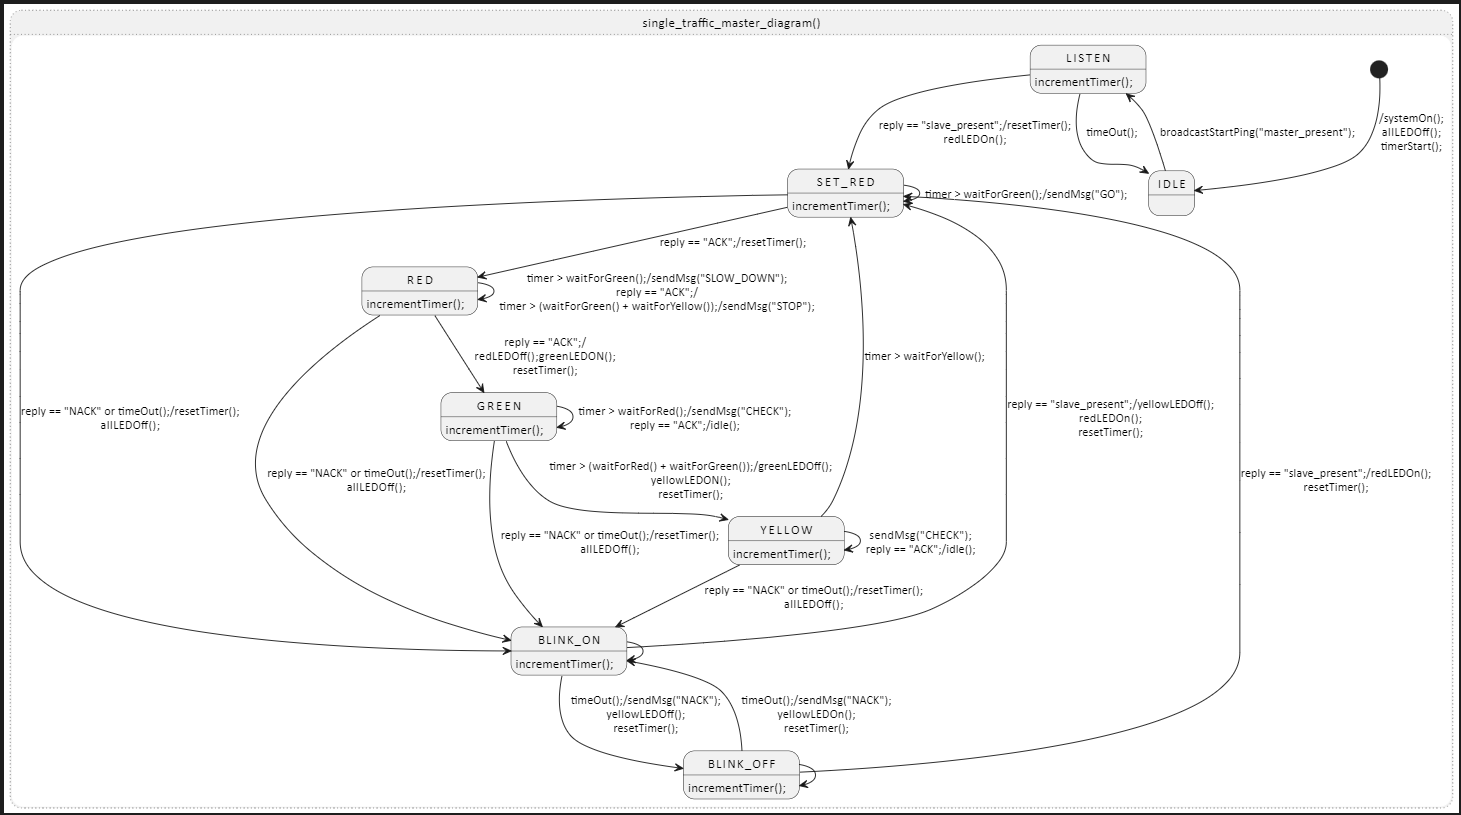 single_traffic_master_diagram()
LISTEN
incrementTimer();
/systemOn();
allLEDOff();
timerStart();
reply == "slave_present";/resetTimer();
redLEDOn();
timeOut();
broadcastStartPing("master_present");
SET_RED
incrementTimer();
IDLE
timer > waitForGreen();/sendMsg("GO");
reply == "ACK";/resetTimer();
RED
incrementTimer();
timer > waitForGreen();/sendMsg("SLOW_DOWN");
reply == "ACK";/
timer > (waitForGreen() + waitForYellow());/sendMsg("STOP");
reply == "ACK";/
redLEDOff();greenLEDON();
resetTimer();
timer > waitForYellow();
GREEN
incrementTimer();
timer > waitForRed();/sendMsg("CHECK");
reply == "ACK";/idle();
reply == "NACK" or timeOut();/resetTimer();
allLEDOff();
reply == "slave_present";/yellowLEDOff();
redLEDOn();
resetTimer();
reply == "NACK" or timeOut();/resetTimer();
allLEDOff();
timer > (waitForRed() + waitForGreen());/greenLEDOff();
yellowLEDON();
resetTimer();
reply == "slave_present";/redLEDOn();
resetTimer();
reply == "NACK" or timeOut();/resetTimer();
allLEDOff();
YELLOW
incrementTimer();
sendMsg("CHECK");
reply == "ACK";/idle();
reply == "NACK" or timeOut();/resetTimer();
allLEDOff();
BLINK_ON
incrementTimer();
timeOut();/sendMsg("NACK");
yellowLEDOff();
resetTimer();
timeOut();/sendMsg("NACK");
yellowLEDOn();
resetTimer();
BLINK_OFF
incrementTimer();